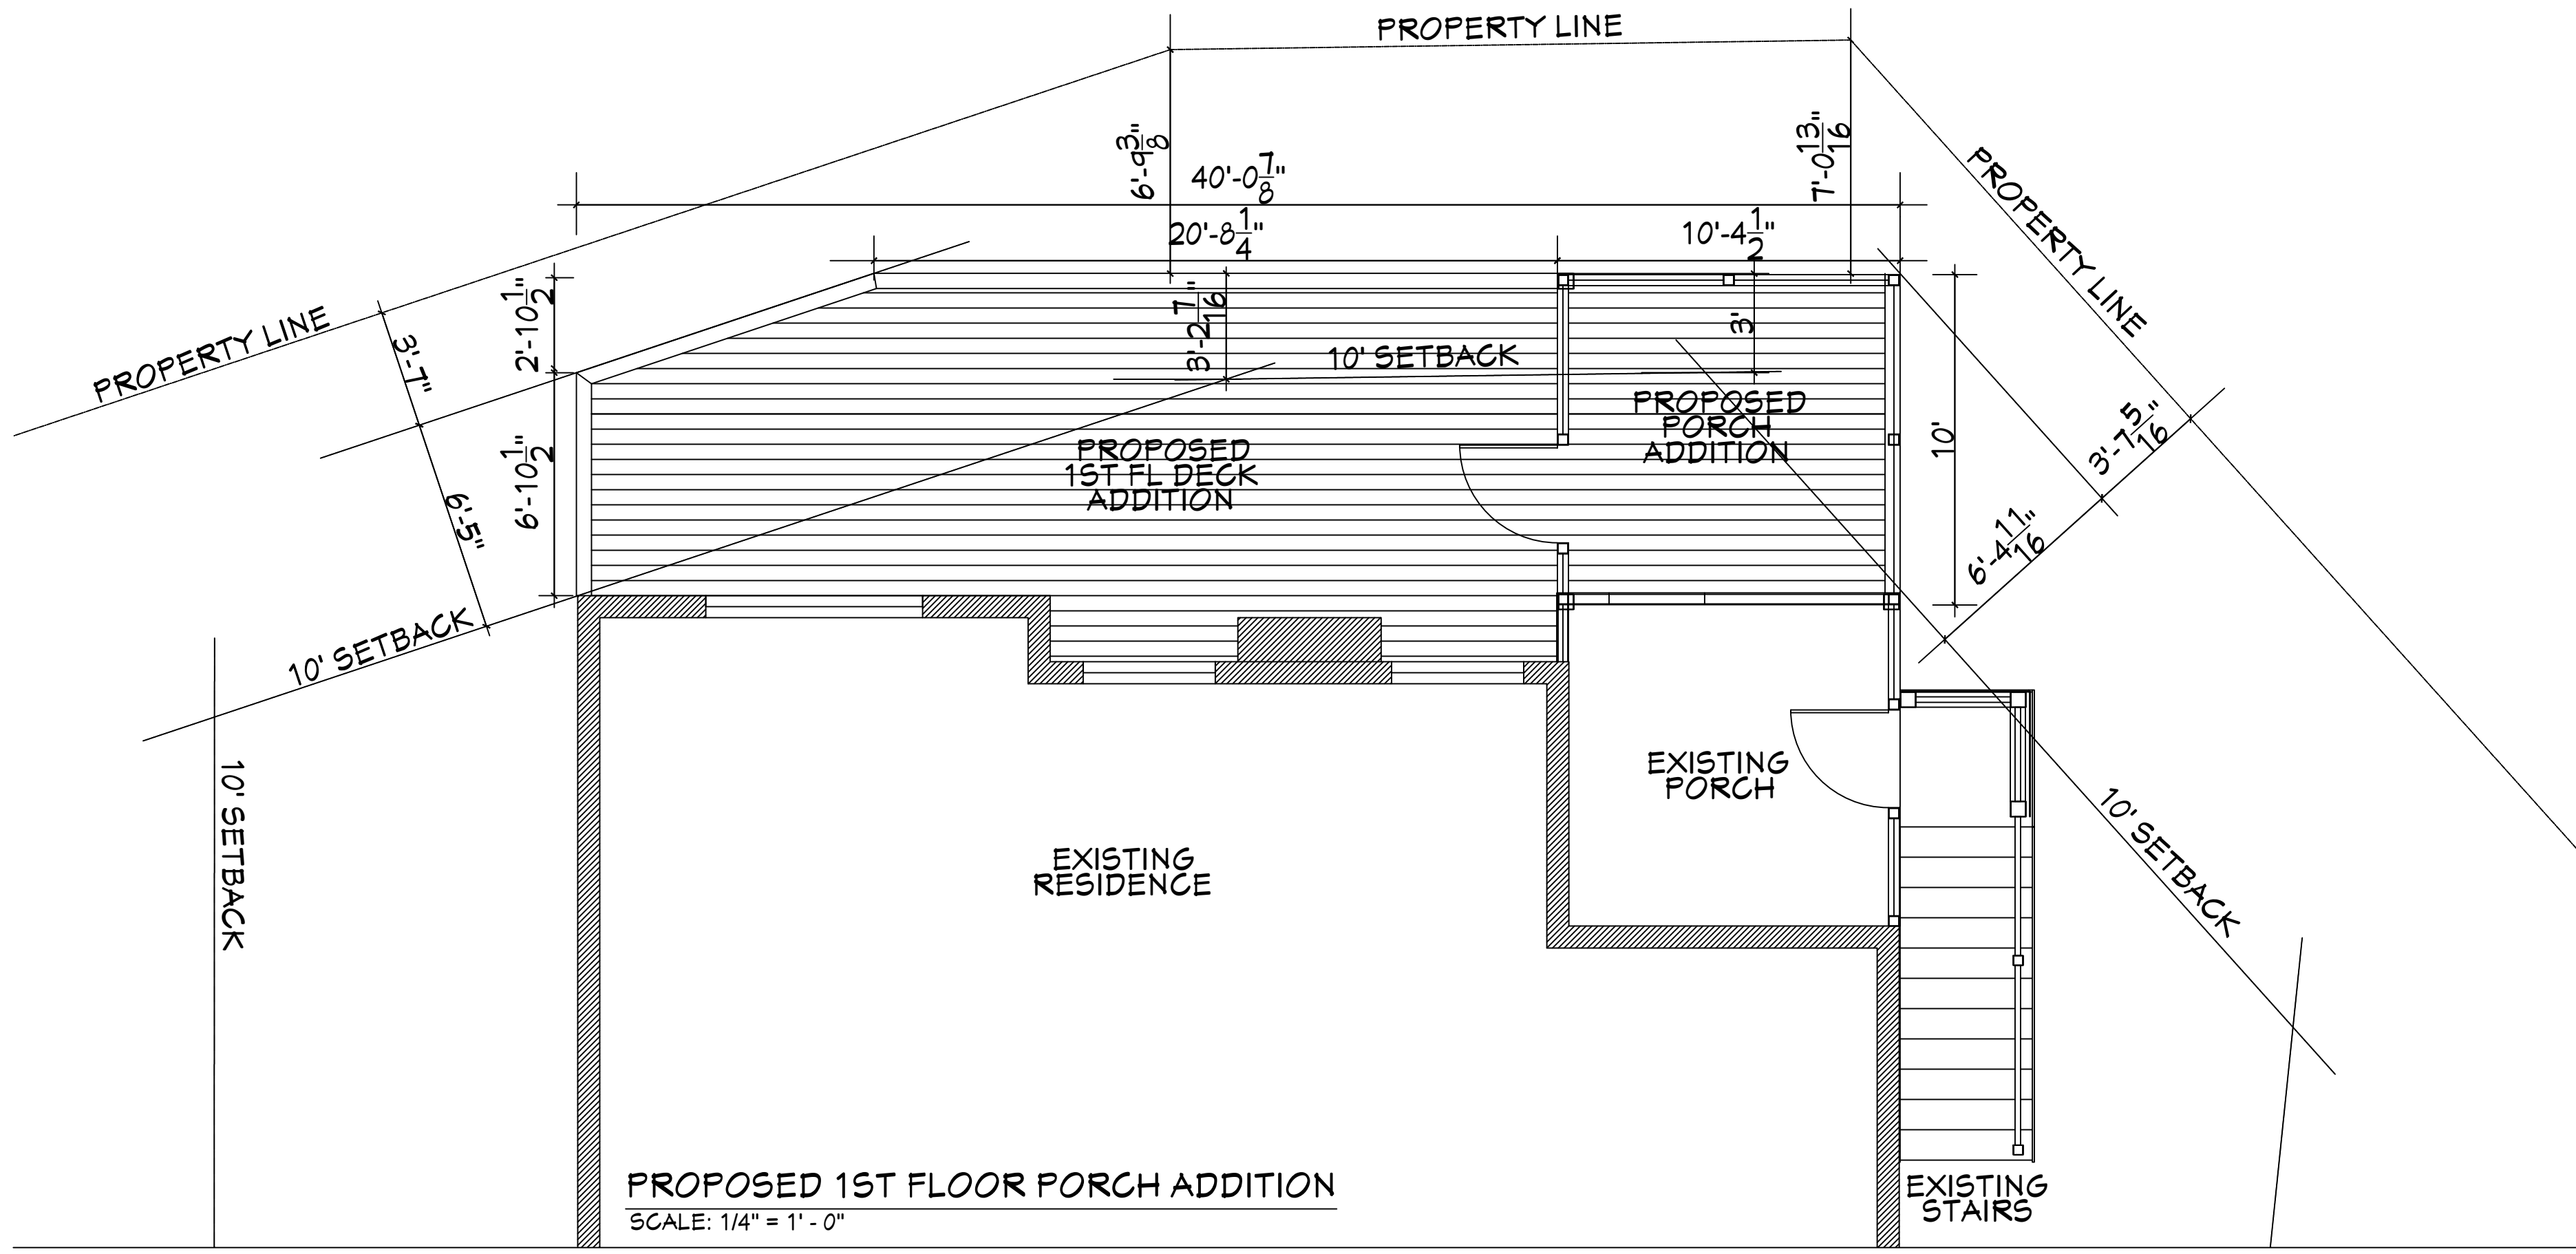 PROPERTY LINE
6'-9 3/8"
7'-0 13/16"
40'-0 7/8"
20'-8 1/4"
10'-4 1/2"
PROPERTY LINE
PROPERTY LINE
3'-7"
2'-10 1/2"
3'-2 7/16"
3'
10' SETBACK
PROPOSED
PORCH
ADDITION
PROPOSED
1ST FL DECK
ADDITION
10'
3'-7 5/16"
6'-4 11/16"
6'-10 1/2"
6'-5"
10' SETBACK
10' SETBACK
EXISTING
PORCH
10' SETBACK
EXISTING
RESIDENCE
PROPOSED 1ST FLOOR PORCH ADDITION
SCALE: 1/4" = 1' - 0"
EXISTING
STAIRS